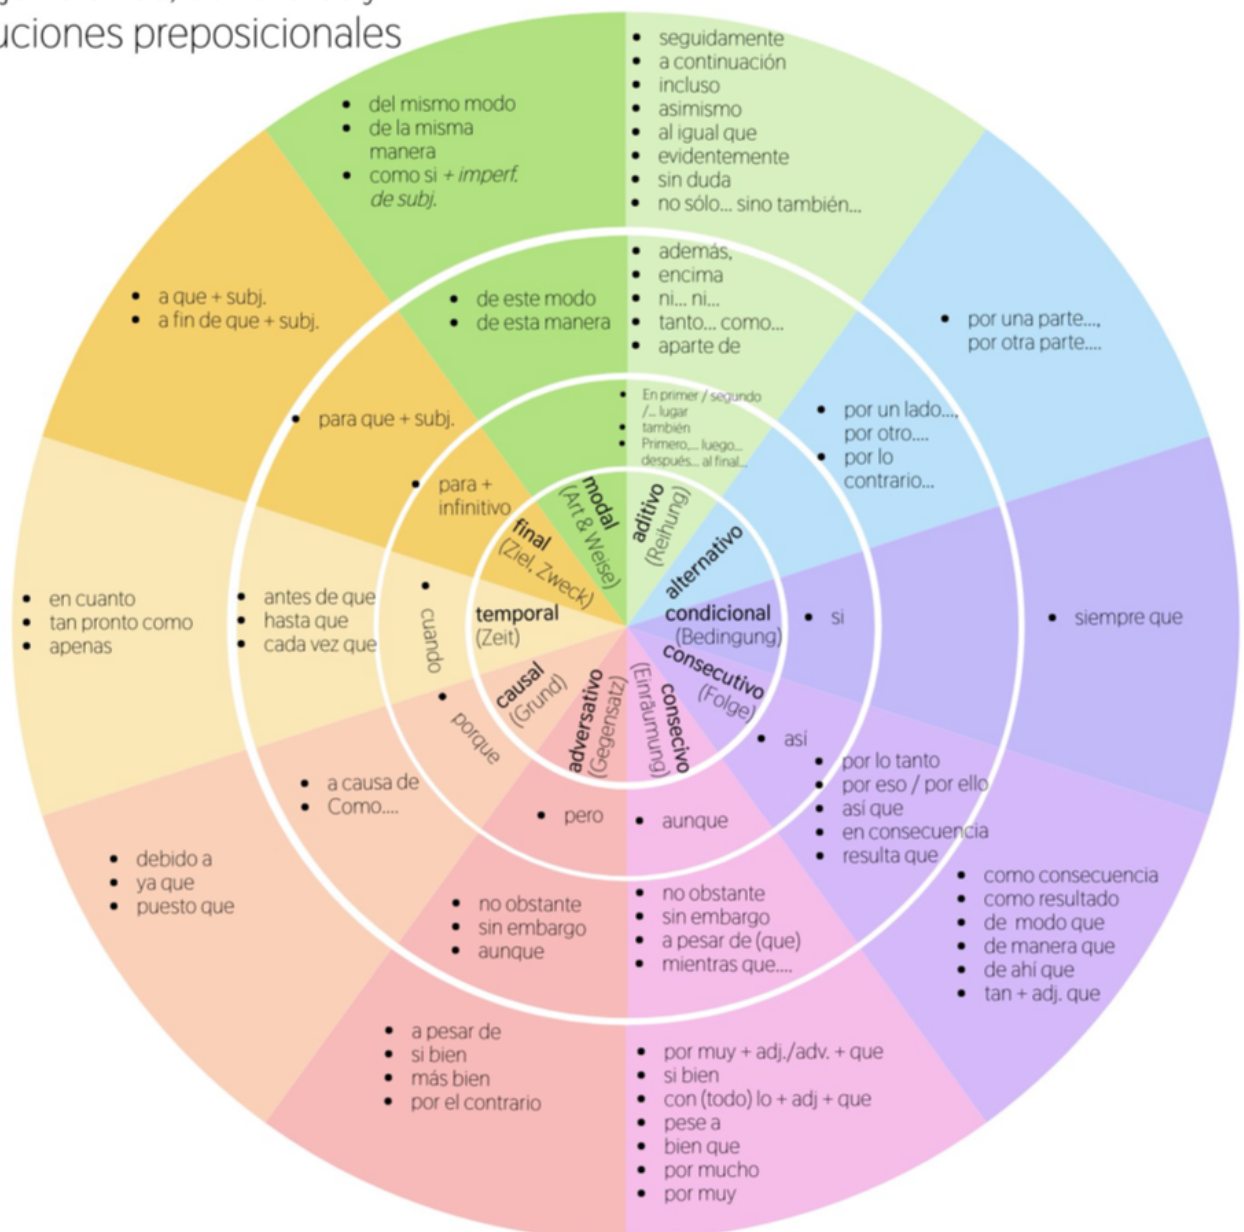 uciones preposicionales
seguidamente
a continuación
incluso
asimismo
al igual que
evidentemente
sin duda
no sólo... sino también...
además,
encima
ni... ni...
tanto... como...
aparte de
En primer / segundo
/... lugar
también
Primero,... luego...
después... al final...
aditivo
(Reihung)
por una parte...,
por otra parte....
por un lado...,
por otro....
por lo
contrario...
alternativo
siempre que
si
condicional
(Bedingung)
consecutivo
(Folge)
así
por lo tanto
por eso / por ello
así que
en consecuencia
resulta que
como consecuencia
como resultado
de modo que
de manera que
de ahí que
tan + adj. que
consecivo
(Einräumung)
aunque
no obstante
sin embargo
a pesar de (que)
mientras que....
por muy + adj./adv. + que
si bien
con (todo) lo + adj + que
pese a
bien que
por mucho
por muy
adversativo
(Gegensatz)
pero
no obstante
sin embargo
aunque
a pesar de
si bien
más bien
por el contrario
causal
(Grund)
porque
a causa de
Como....
debido a
ya que
puesto que
temporal
(Zeit)
cuando
antes de que
hasta que
cada vez que
en cuanto
tan pronto como
apenas
final
(Ziel, Zweck)
para +
infinitivo
para que + subj.
a que + subj.
a fin de que + subj.
modal
(Art & Weise)
de este modo
de esta manera
del mismo modo
de la misma
manera
como si + imperf.
de subj.